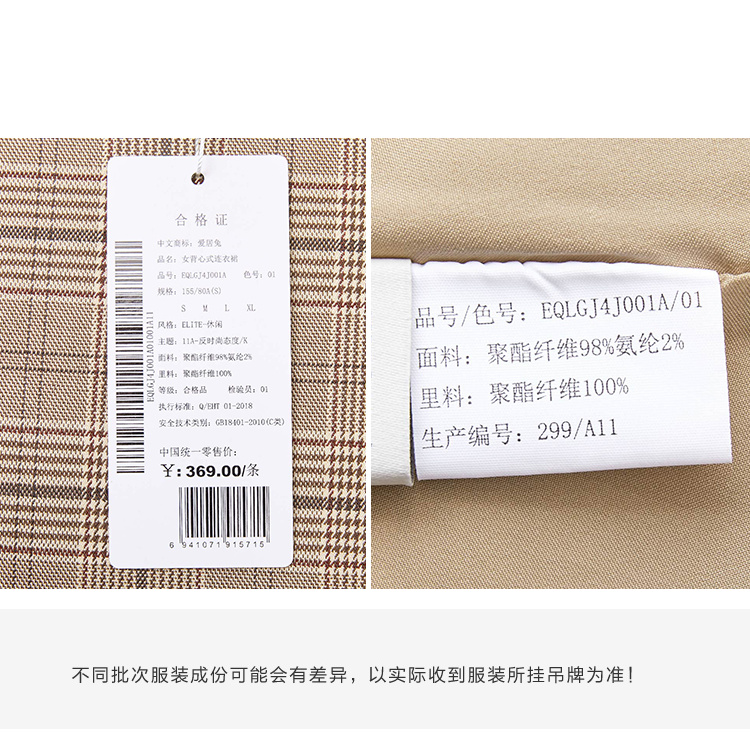 合格证
中文商标：爱居兔
品名：女背心式连衣裙
品号：EQLGJ4J001A 色号：01
规格：155/80A(S)
S M L XL
风格：ELITE-休闲
主题：11A-反时尚态度/K
面料：聚酯纤维98%氨纶2%
里料：聚酯纤维100%
等级：合格品 检验员：01
执行标准：Q/EHT 01-2018
安全技术类别：GB18401-2010(C类)
中国统一零售价：
￥:369.00/条
6 941071 915715
EQLGJ4J001A01001A11
品号/色号：EQLGJ4J001A/01
面料：聚酯纤维98%氨纶2%
里料：聚酯纤维100%
生产编号：299/A11
不同批次服装成份可能会有差异，以实际收到服装所挂吊牌为准！